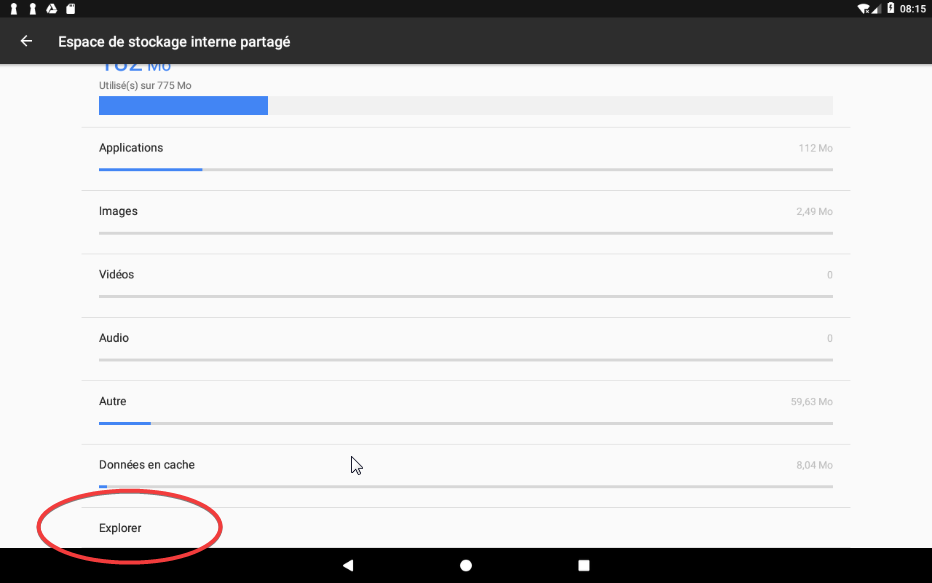 08:15
Espace de stockage interne partagé
182 Mo
Utilisé(s) sur 775 Mo
Applications
112 Mo
Images
2,49 Mo
Vidéos
0
Audio
0
Autre
59,63 Mo
Données en cache
8,04 Mo
Explorer